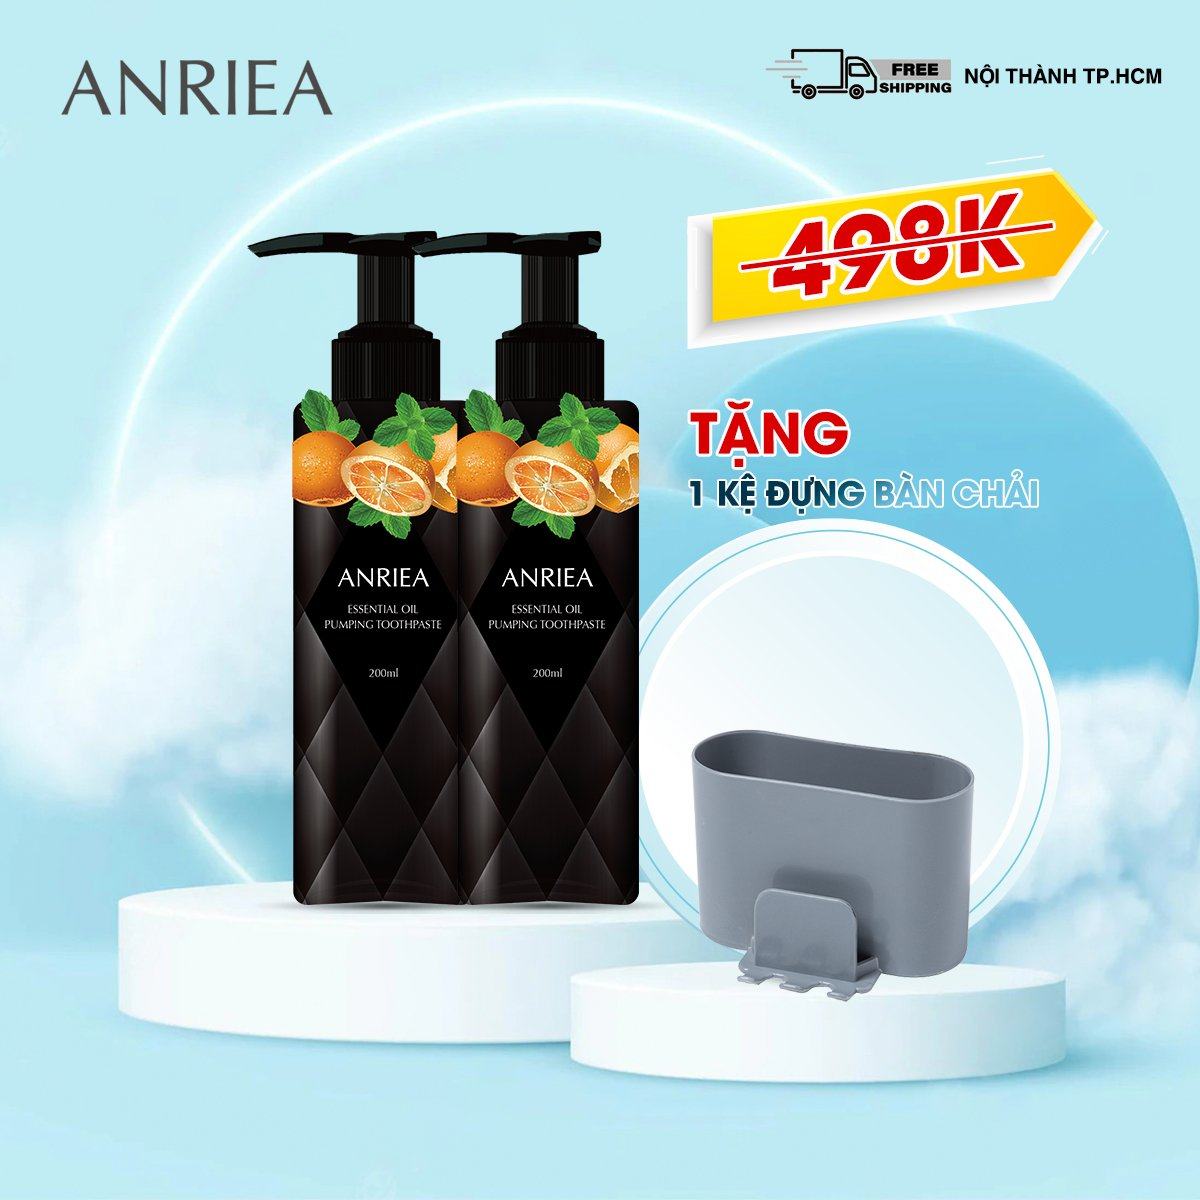 ANRIEA
FREE
SHIPPING
NỘI THÀNH TP.HCM
498K
TẶNG
1 KỆ ĐỰNG BÀN CHẢI
ANRIEA
ESSENTIAL OIL
PUMPING TOOTHPASTE
200ml
ANRIEA
ESSENTIAL OIL
PUMPING TOOTHPASTE
200ml